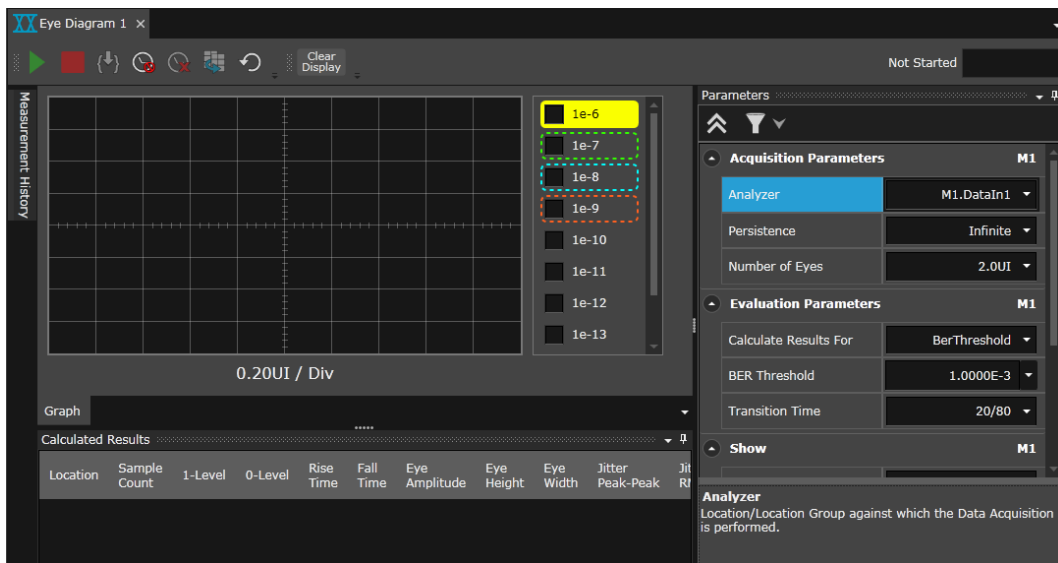 Eye Diagram 1 ×
Clear
Display
Not Started
Measurement History
1e-6
1e-7
1e-8
1e-9
1e-10
1e-11
1e-12
1e-13
0.20UI / Div
Graph
Calculated Results
Location Sample Count 1-Level 0-Level Rise Time Fall Time Eye Amplitude Eye Height Eye Width Jitter Peak-Peak
Parameters
Acquisition Parameters M1
Analyzer M1.DataIn1
Persistence Infinite
Number of Eyes 2.0UI
Evaluation Parameters M1
Calculate Results For BerThreshold
BER Threshold 1.0000E-3
Transition Time 20/80
Show M1
Analyzer
Location/Location Group against which the Data Acquisition
is performed.